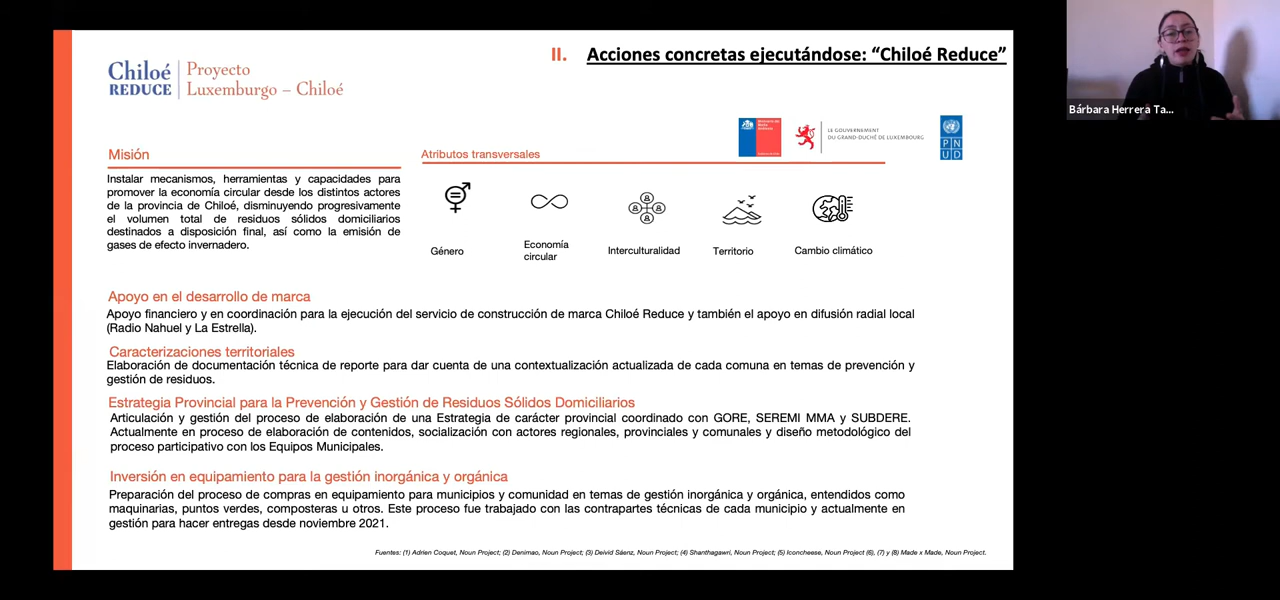 II. Acciones concretas ejecutándose: “Chiloé Reduce”
Chiloé
REDUCE
Proyecto
Luxemburgo – Chiloé
LE GOUVERNEMENT
DU GRAND-DUCHÉ DE LUXEMBOURG
P N
U D
Misión
Instalar mecanismos, herramientas y capacidades para
promover la economía circular desde los distintos actores
de la provincia de Chiloé, disminuyendo progresivamente
el volumen total de residuos sólidos domiciliarios
destinados a disposición final, así como la emisión de
gases de efecto invernadero.
Atributos transversales
Género
Economía
circular
Interculturalidad
Territorio
Cambio climático
Apoyo en el desarrollo de marca
Apoyo financiero y en coordinación para la ejecución del servicio de construcción de marca Chiloé Reduce y también el apoyo en difusión radial local
(Radio Nahuel y La Estrella).
Caracterizaciones territoriales
Elaboración de documentación técnica de reporte para dar cuenta de una contextualización actualizada de cada comuna en temas de prevención y
gestión de residuos.
Estrategia Provincial para la Prevención y Gestión de Residuos Sólidos Domiciliarios
Articulación y gestión del proceso de elaboración de una Estrategia de carácter provincial coordinado con GORE, SEREMI MMA y SUBDERE.
Actualmente en proceso de elaboración de contenidos, socialización con actores regionales, provinciales y comunales y diseño metodológico del
proceso participativo con los Equipos Municipales.
Inversión en equipamiento para la gestión inorgánica y orgánica
Preparación del proceso de compras en equipamiento para municipios y comunidad en temas de gestión inorgánica y orgánica, entendidos como
maquinarias, puntos verdes, composteras u otros. Este proceso fue trabajado con las contrapartes técnicas de cada municipio y actualmente en
gestión para hacer entregas desde noviembre 2021.
Fuentes: (1) Adrien Coquet, Noun Project; (2) Denimao, Noun Project; (3) Deivid Sáenz, Noun Project; (4) Shanthagawri, Noun Project; (5) Iconcheese, Noun Project (6), (7) y (8) Made x Made, Noun Project.
Bárbara Herrera Ta...